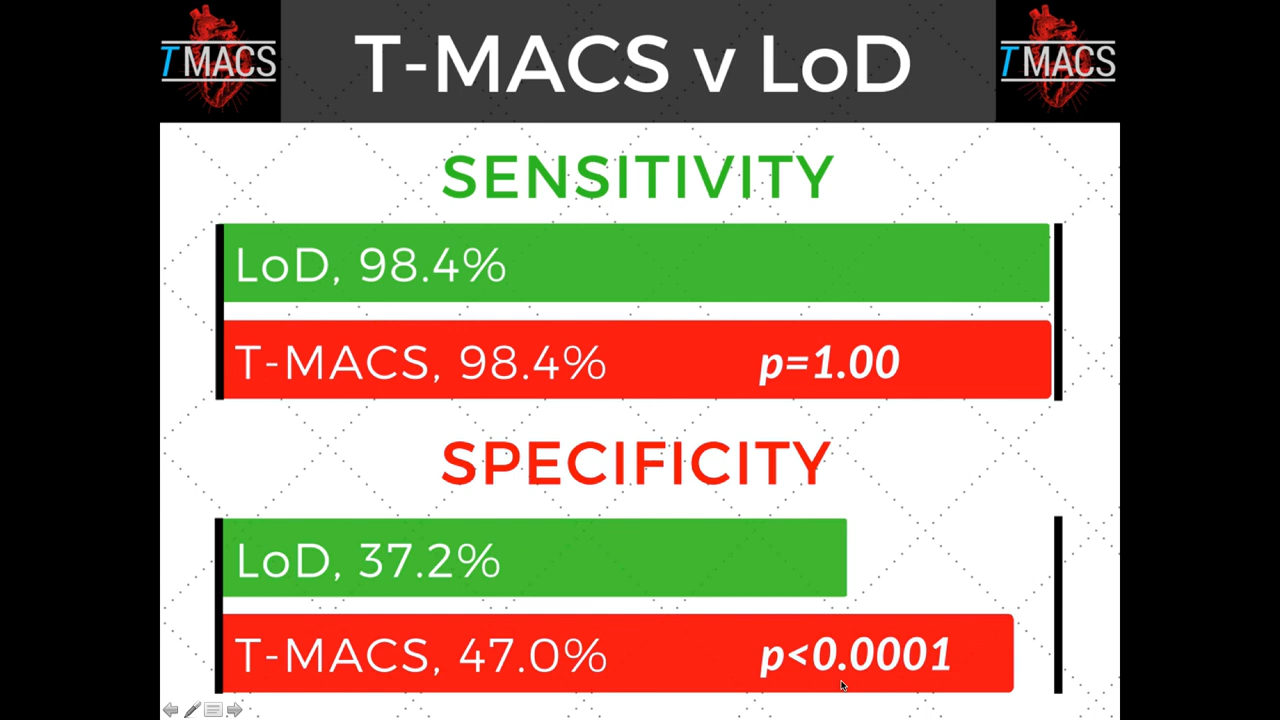 TMACS
T-MACS v LoD
TMACS
SENSITIVITY
LoD, 98.4%
T-MACS, 98.4% p=1.00
SPECIFICITY
LoD, 37.2%
T-MACS, 47.0% p<0.0001